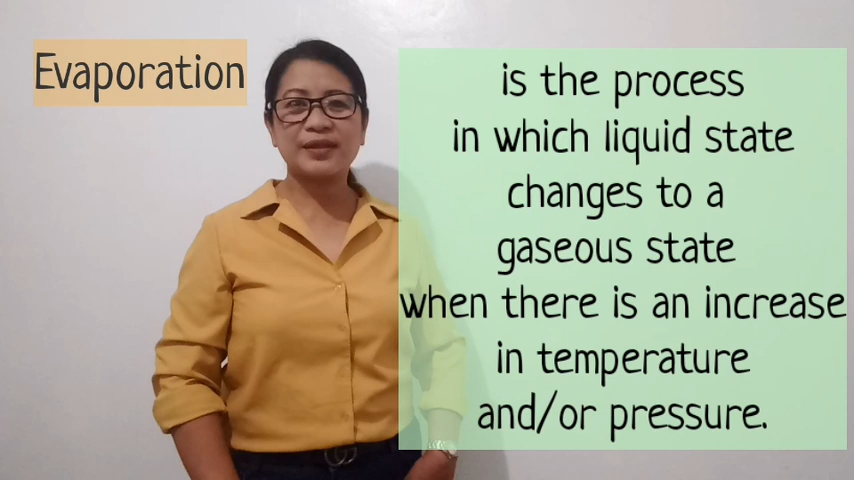 Evaporation
is the process
in which liquid state
changes to a
gaseous state
when there is an increase
in temperature
and/or pressure.